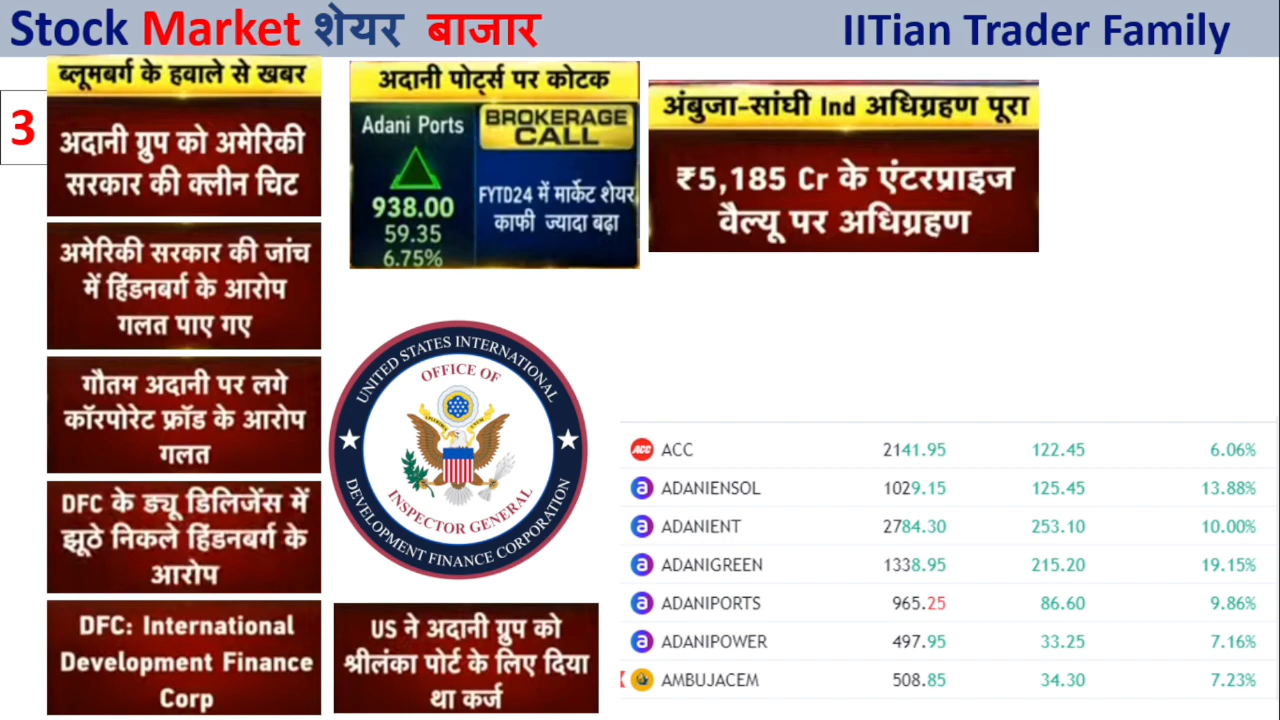 Stock Market शेयर बाजार
IITian Trader Family
3
ब्लूमबर्ग के हवाले से खबर
अदानी ग्रुप को अमेरिकी
सरकार की क्लीन चिट
अमेरिकी सरकार की जांच
में हिंडनबर्ग के आरोप
गलत पाए गए
गौतम अदानी पर लगे
कॉरपोरेट फ्रॉड के आरोप
गलत
DFC के ड्यू डिलिजेंस में
झूठे निकले हिंडनबर्ग के
आरोप
DFC: International
Development Finance
Corp
अदानी पोर्ट्स पर कोटक
Adani Ports
938.00
59.35
6.75%
BROKERAGE
CALL
FYTD24 में मार्केट शेयर
काफी ज्यादा बढ़ा
अंबुजा-सांघी Ind अधिग्रहण पूरा
₹5,185 Cr के एंटरप्राइज
वैल्यू पर अधिग्रहण
UNITED STATES INTERNATIONAL
DEVELOPMENT FINANCE CORPORATION
OFFICE OF
INSPECTOR GENERAL
US ने अदानी ग्रुप को
श्रीलंका पोर्ट के लिए दिया
था कर्ज
ACC ACC 2141.95 122.45 6.06%
a ADANIENSOL 1029.15 125.45 13.88%
a ADANIENT 2784.30 253.10 10.00%
a ADANIGREEN 1338.95 215.20 19.15%
a ADANIPORTS 965.25 86.60 9.86%
a ADANIPOWER 497.95 33.25 7.16%
AMBUJACEM 508.85 34.30 7.23%